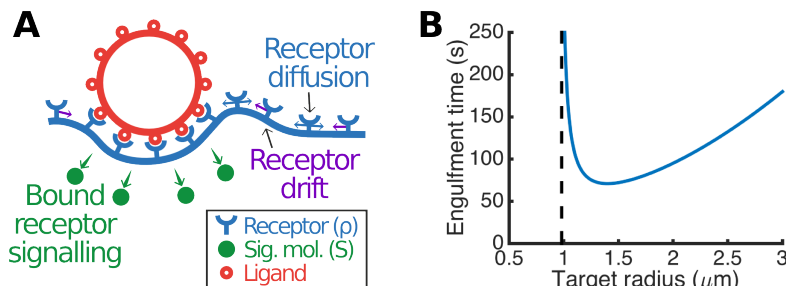 A
Receptor
diffusion
Receptor
drift
Bound
receptor
signalling
Receptor (ρ)
Sig. mol. (S)
Ligand
B
Engulfment time (s)
250
200
150
100
50
0
0.5
1
1.5
2
2.5
3
Target radius (μm)